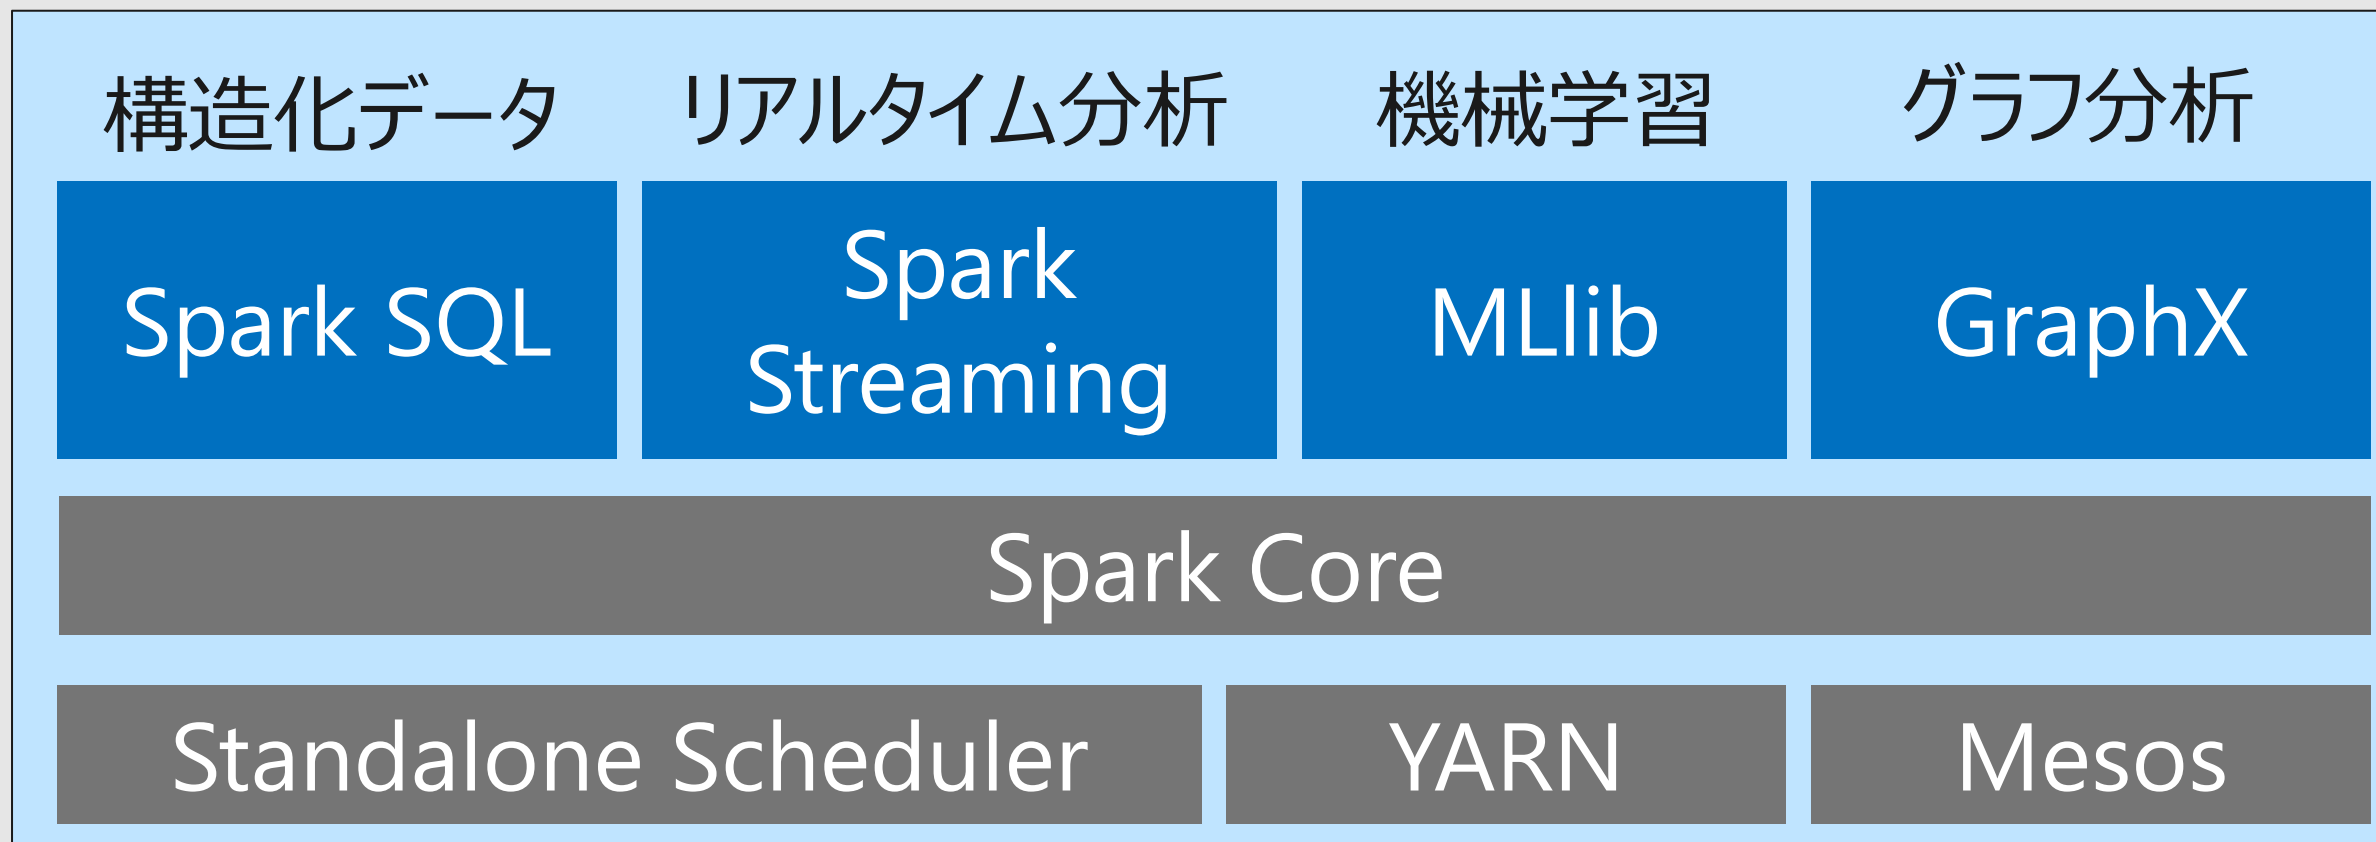 構造化データ
リアルタイム分析
機械学習
グラフ分析
Spark SQL
Spark
Streaming
MLlib
GraphX
Spark Core
Standalone Scheduler
YARN
Mesos